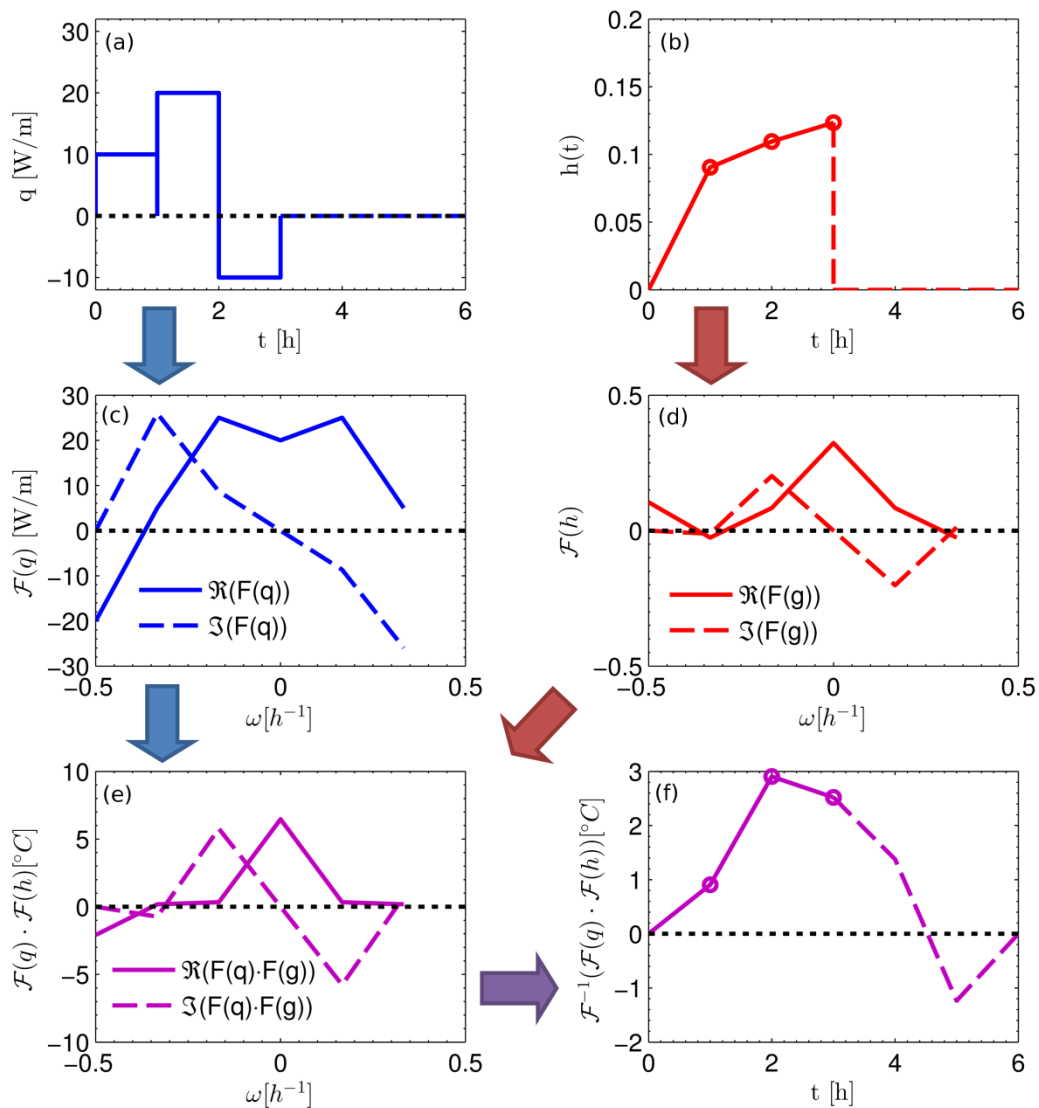 (a)
q [W/m]
30
20
10
0
−10
0 2 4 6
t [h]
(b)
h(t)
0.2
0.15
0.1
0.05
0
0 2 4 6
t [h]
(c)
ℱ(q) [W/m]
30
20
10
0
−10
−20
−30
ℜ(F(q))
ℑ(F(q))
−0.5 0 0.5
ω[h⁻¹]
(d)
ℱ(h)
0.5
0
−0.5
ℜ(F(g))
ℑ(F(g))
−0.5 0 0.5
ω[h⁻¹]
(e)
ℱ(q) · ℱ(h)[°C]
10
5
0
−5
−10
ℜ(F(q)·F(g))
ℑ(F(q)·F(g))
−0.5 0 0.5
ω[h⁻¹]
(f)
ℱ⁻¹(ℱ(q) · ℱ(h))[°C]
3
2
1
0
−1
−2
0 2 4 6
t [h]